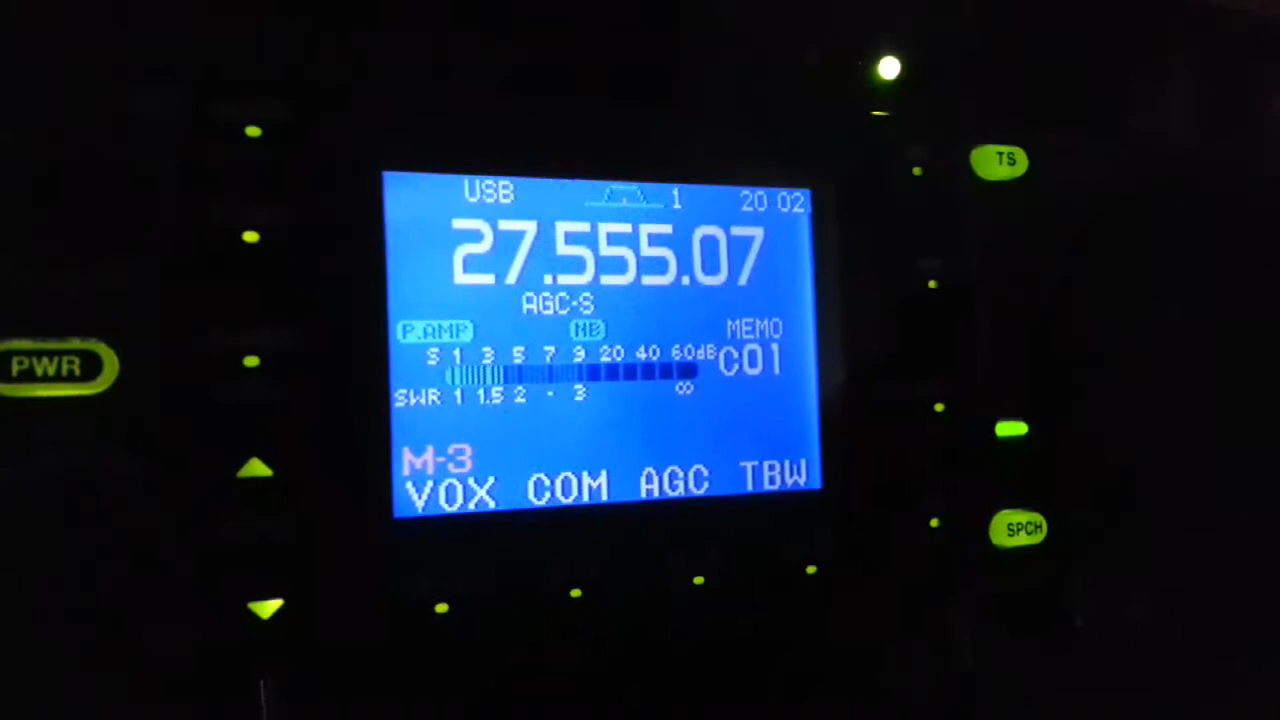 USB 1 20 02
27.555.07
AGC-S
P.AMP NB MEMO
S 1 3 5 7 9 20 40 60dB C01
SWR 1 1.5 2 - 3 ∞
M-3
VOX COM AGC TBW
PWR
TS
SPCH